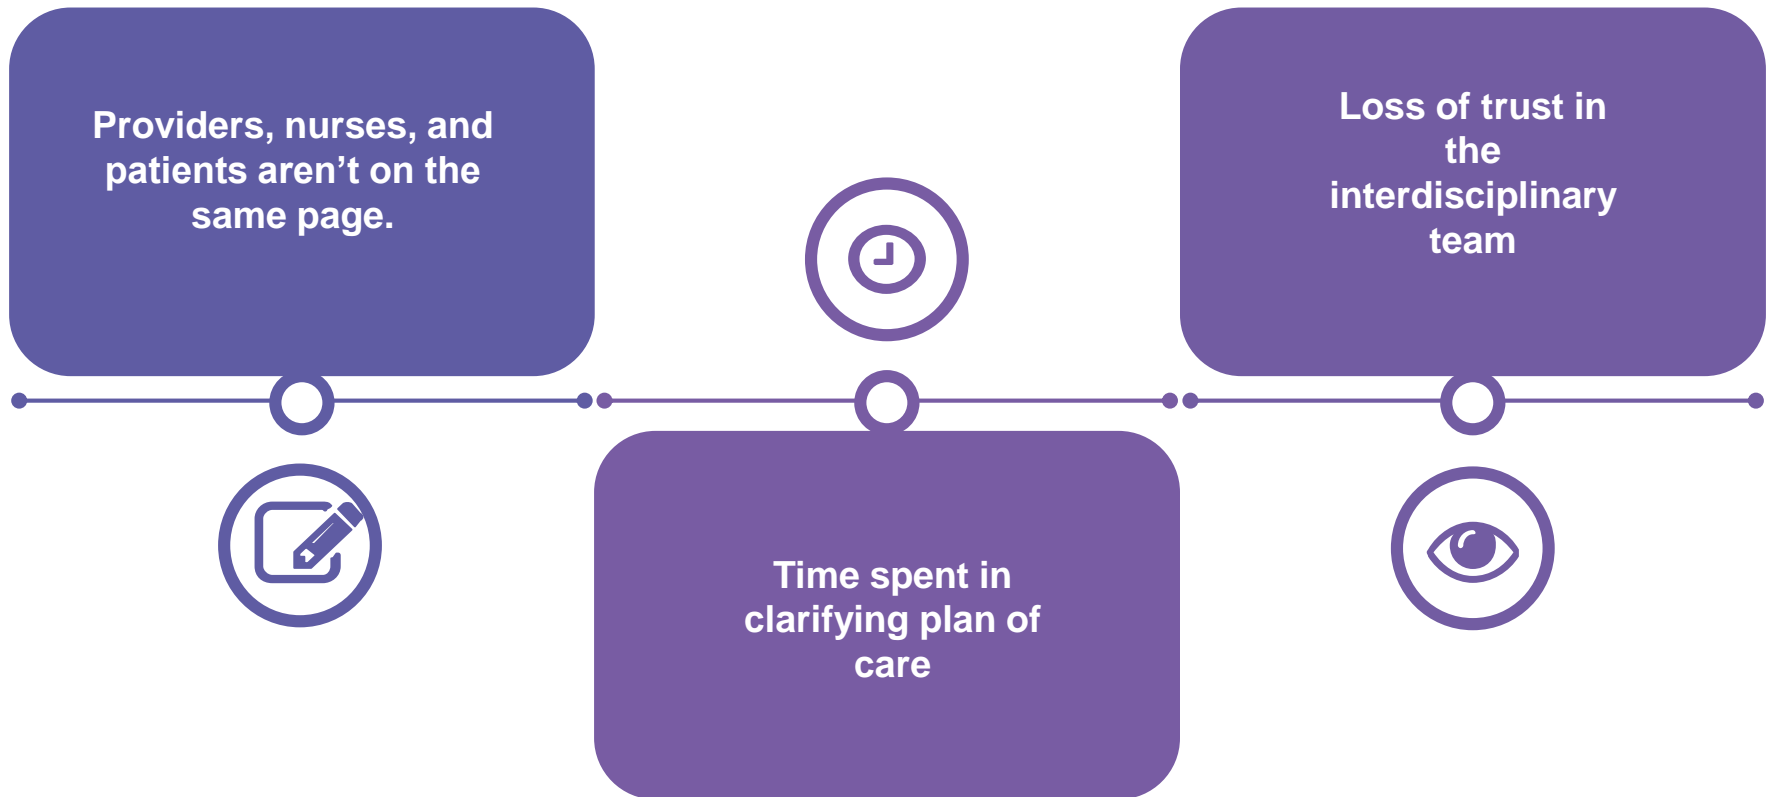 Providers, nurses, and
patients aren’t on the
same page.
Time spent in
clarifying plan of
care
Loss of trust in
the
interdisciplinary
team